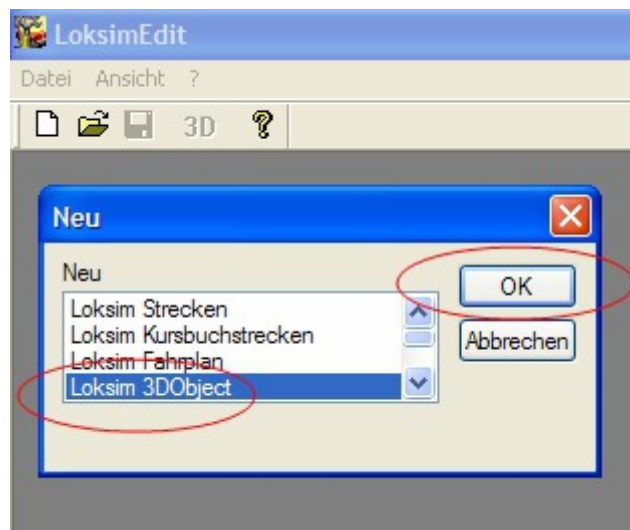 LoksimEdit
Datei Ansicht ?
3D
Neu
Neu
Loksim Strecken
Loksim Kursbuchstrecken
Loksim Fahrplan
Loksim 3DObject
OK
Abbrechen